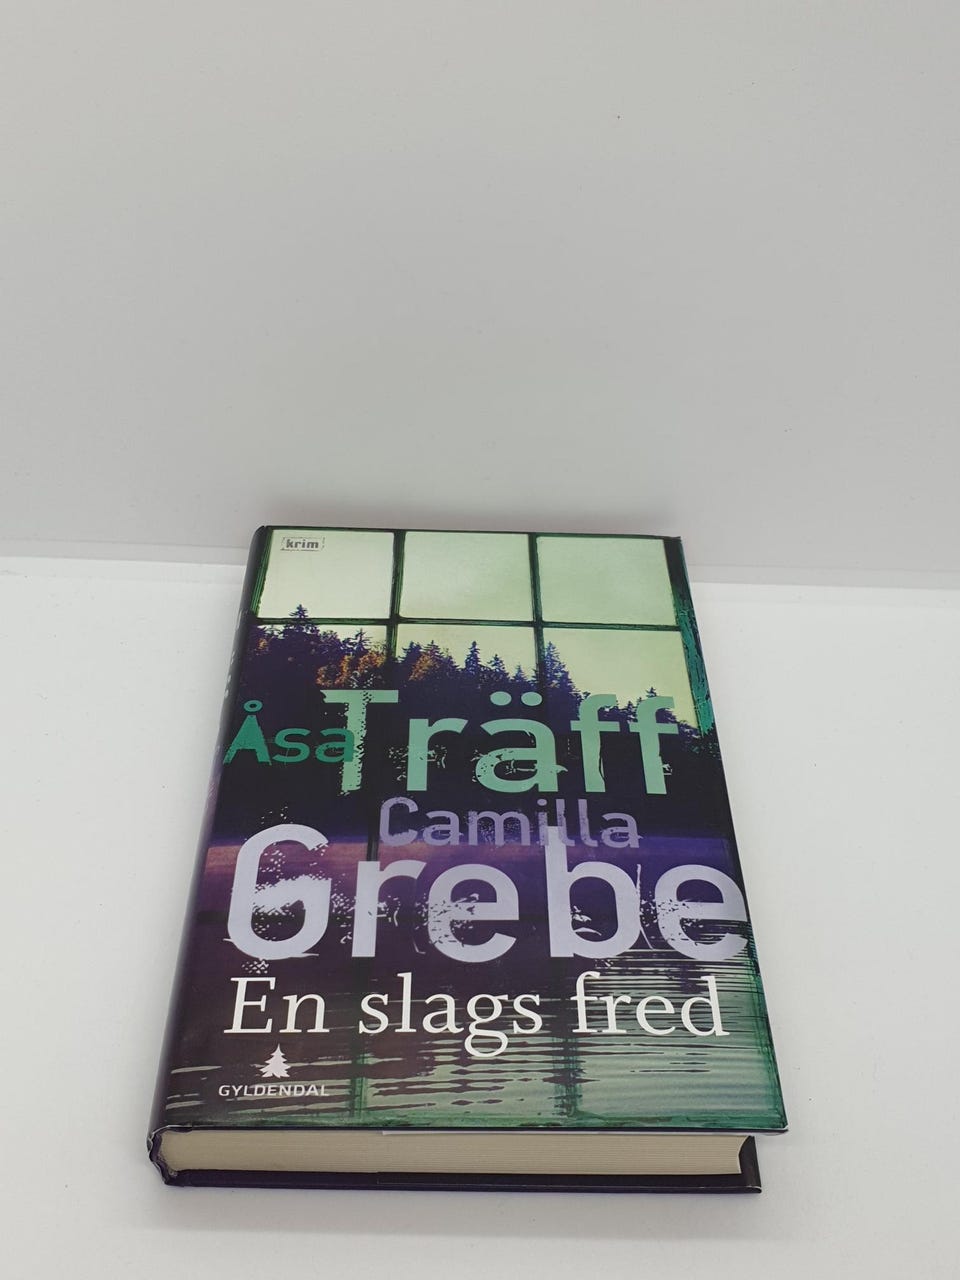 krim
Åsa Träff
Camilla
Grebe
En slags fred
GYLDENDAL